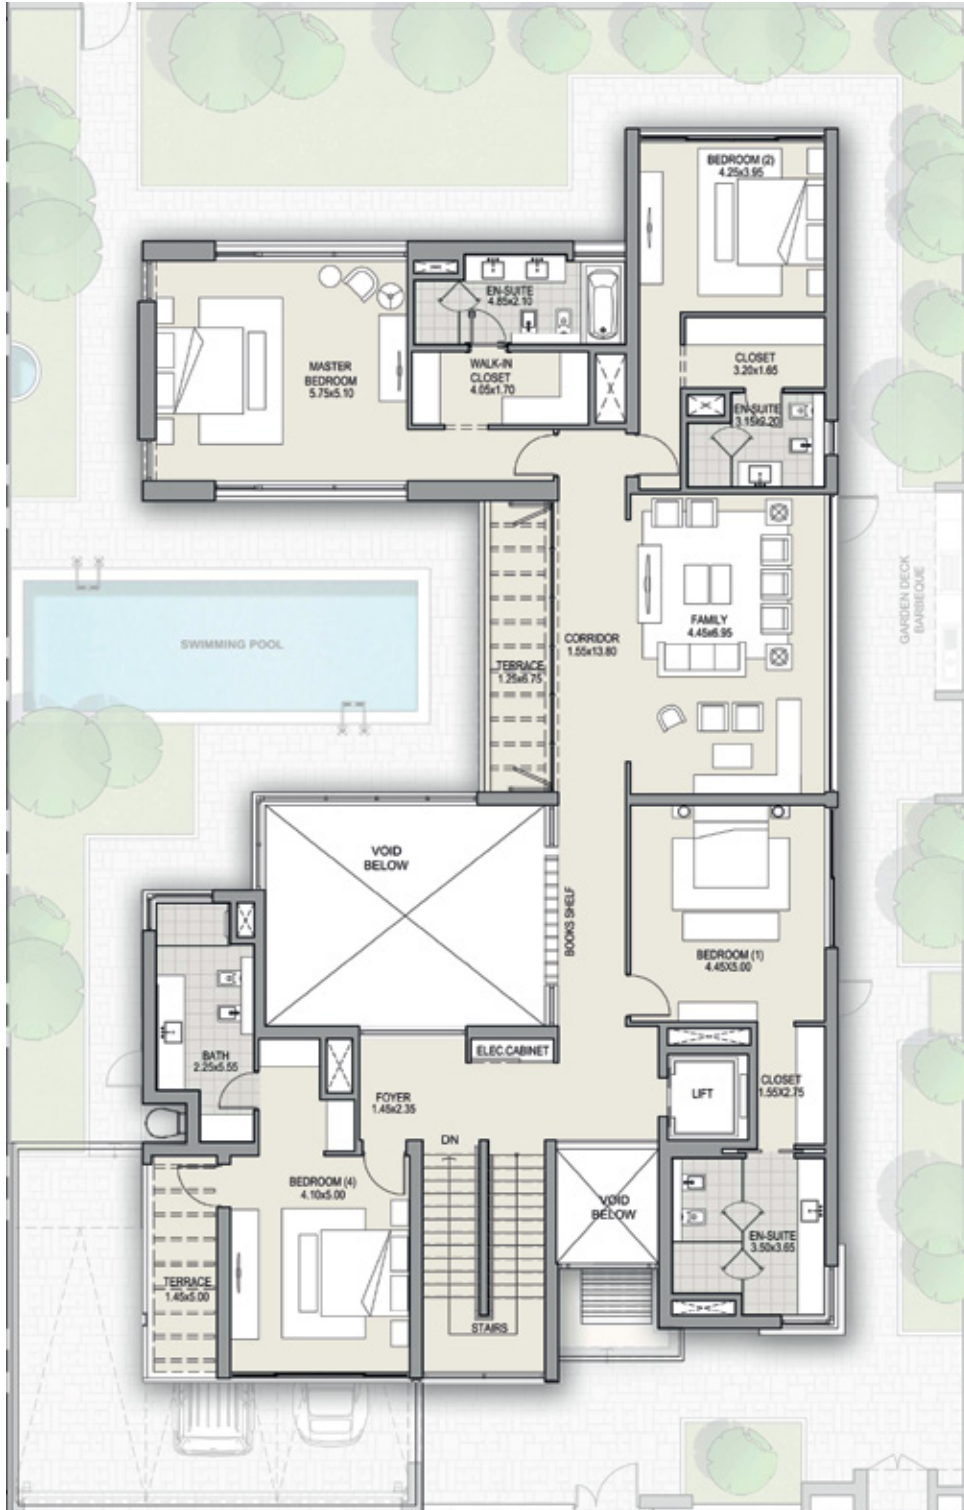 BEDROOM (2)
4.25x3.95
EN-SUITE
4.85x2.10
MASTER
BEDROOM
5.75x5.10
WALK-IN
CLOSET
4.05x1.70
CLOSET
3.20x1.65
EN-SUITE
3.15x2.20
GARDEN DECK
BARBEQUE
FAMILY
4.45x6.95
SWIMMING POOL
CORRIDOR
1.55x13.80
TERRACE
1.25x6.75
VOID
BELOW
BOOKS SHELF
BEDROOM (1)
4.45X5.00
BATH
2.25x5.55
ELEC.CABINET
FOYER
1.45x2.35
LIFT
CLOSET
1.55X2.75
DN
BEDROOM (4)
4.10x5.00
VOID
BELOW
EN-SUITE
3.50x3.65
TERRACE
1.45x5.00
STAIRS